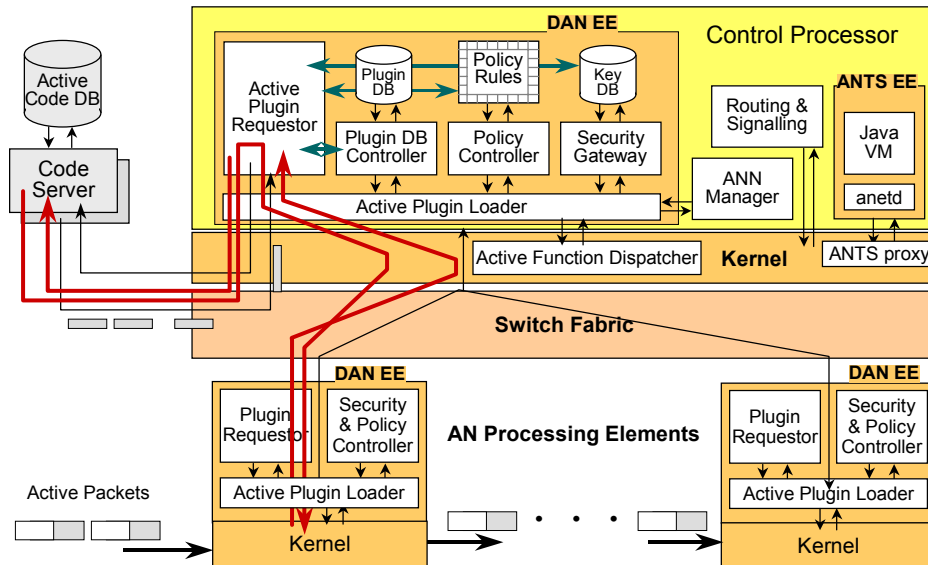 DAN EE
Control Processor
Active
Code DB
Code
Server
Active
Plugin
Requestor
Plugin
DB
Policy
Rules
Key
DB
Plugin DB
Controller
Policy
Controller
Security
Gateway
Routing &
Signalling
ANTS EE
Java
VM
anetd
ANN
Manager
Active Plugin Loader
Active Function Dispatcher
Kernel
ANTS proxy
Switch Fabric
DAN EE
Plugin
Requestor
Security
& Policy
Controller
Active Plugin Loader
Kernel
AN Processing Elements
DAN EE
Plugin
Requestor
Security
& Policy
Controller
Active Plugin Loader
Kernel
Active Packets